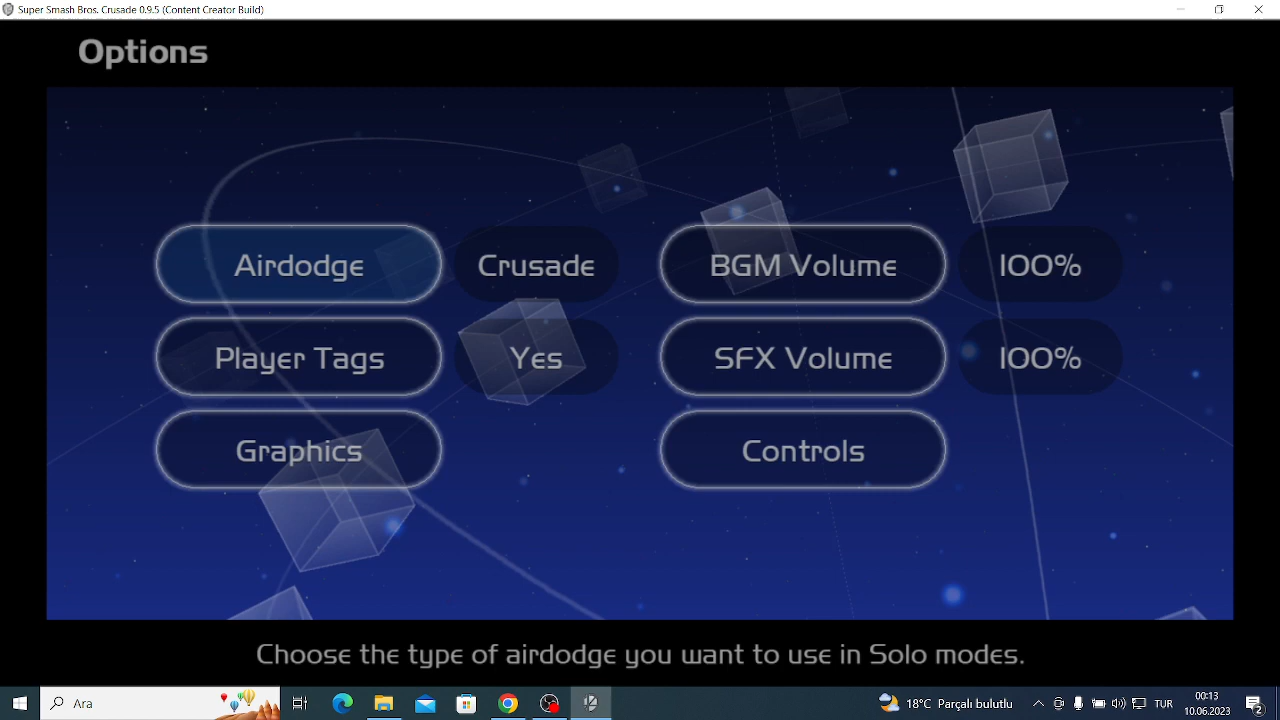 Super Smash Bros. Crusade 0.9.5 (Content Creator Build)
Options
Airdodge Crusade BGM Volume 100%
Player Tags Yes SFX Volume 100%
Graphics Controls
Choose the type of airdodge you want to use in Solo modes.
Ara 18°C Parçalı bulutlu TUR 00:13
10.06.2023 2